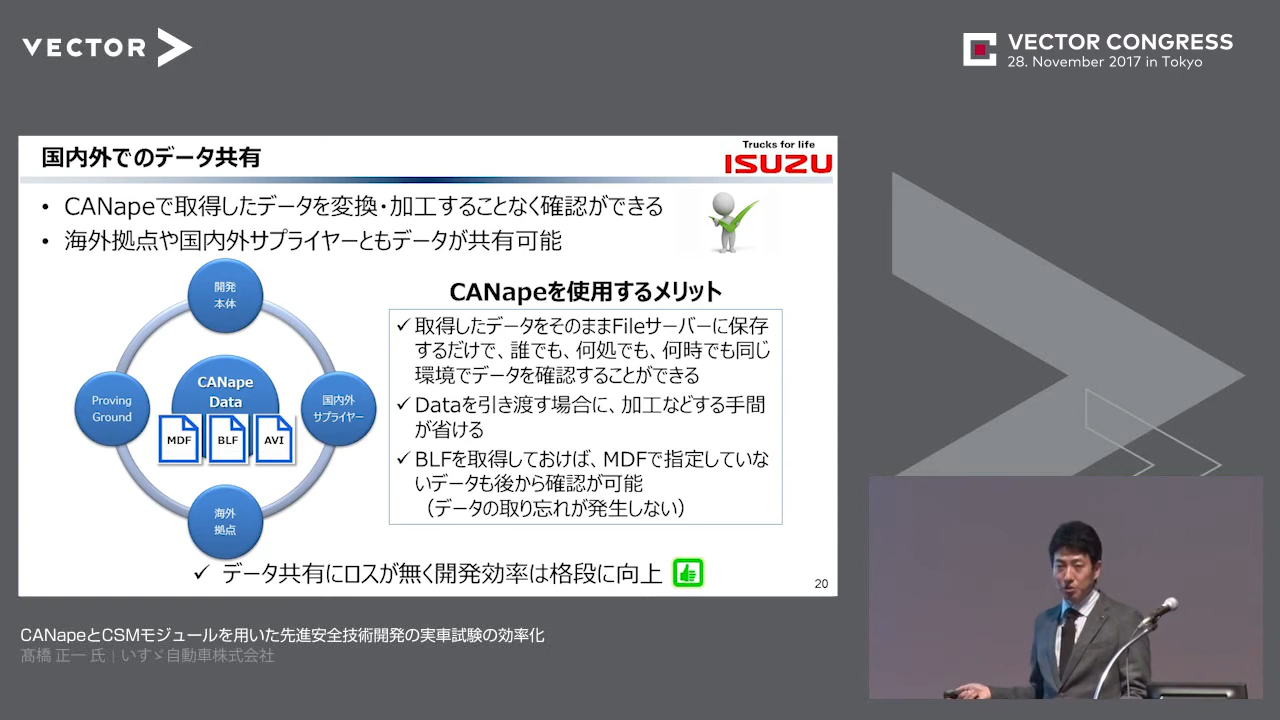 VECTOR
VECTOR CONGRESS
28. November 2017 in Tokyo
国内外でのデータ共有
Trucks for life
ISUZU
• CANapeで取得したデータを変換・加工することなく確認ができる
• 海外拠点や国内外サプライヤーともデータが共有可能
開発
本体
CANape
Data
Proving
Ground
国内外
サプライヤー
MDF
BLF
AVI
海外
拠点
CANapeを使用するメリット
✓取得したデータをそのままFileサーバーに保存
するだけで、誰でも、何処でも、何時でも同じ
環境でデータを確認することができる
✓Dataを引き渡す場合に、加工などする手間
が省ける
✓BLFを取得しておけば、MDFで指定していな
いデータも後から確認が可能
（データの取り忘れが発生しない）
✓ データ共有にロスが無く開発効率は格段に向上
20
CANapeとCSMモジュールを用いた先進安全技術開発の実車試験の効率化
髙橋 正一 氏 | いすゞ自動車株式会社